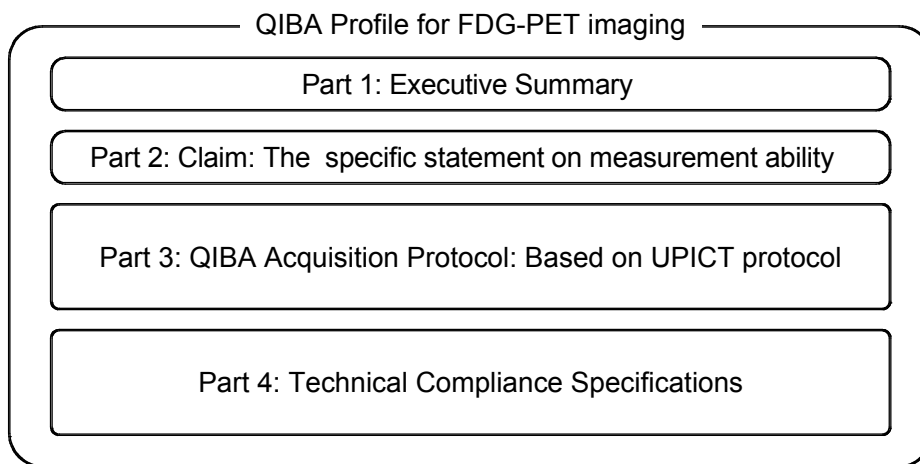 QIBA Profile for FDG-PET imaging
Part 1: Executive Summary
Part 2: Claim: The specific statement on measurement ability
Part 3: QIBA Acquisition Protocol: Based on UPICT protocol
Part 4: Technical Compliance Specifications